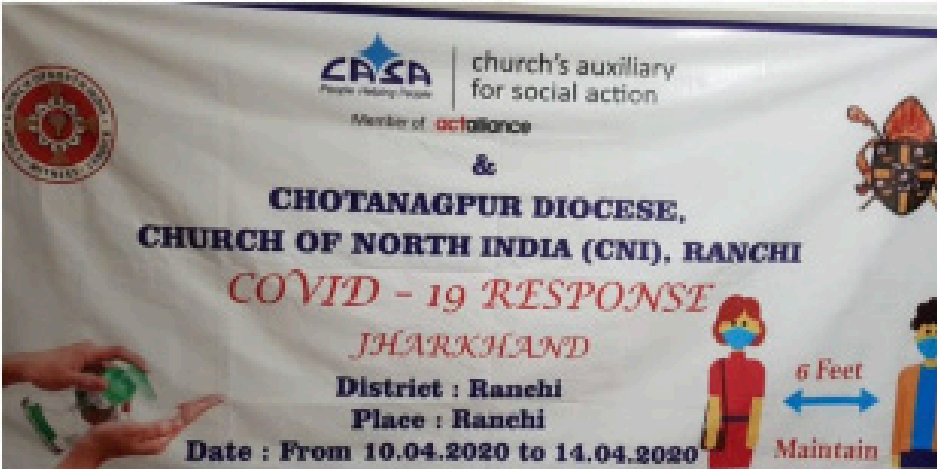 CASA
People Helping People
church's auxiliary
for social action
Member of actalliance
&
CHOTANAGPUR DIOCESE,
CHURCH OF NORTH INDIA (CNI), RANCHI
COVID - 19 RESPONSE
JHARKHAND
District : Ranchi
Place : Ranchi
Date : From 10.04.2020 to 14.04.2020
6 Feet
Maintain